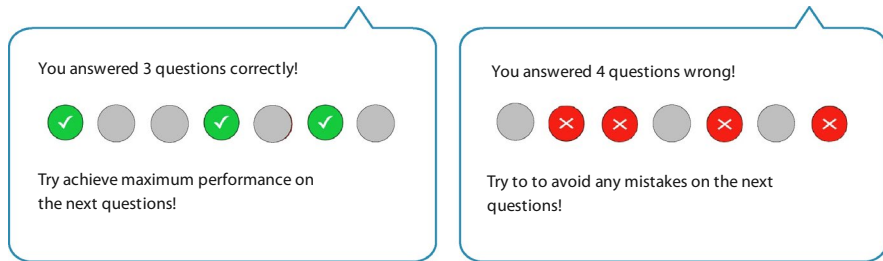 You answered 3 questions correctly!
Try achieve maximum performance on
the next questions!
You answered 4 questions wrong!
Try to to avoid any mistakes on the next
questions!